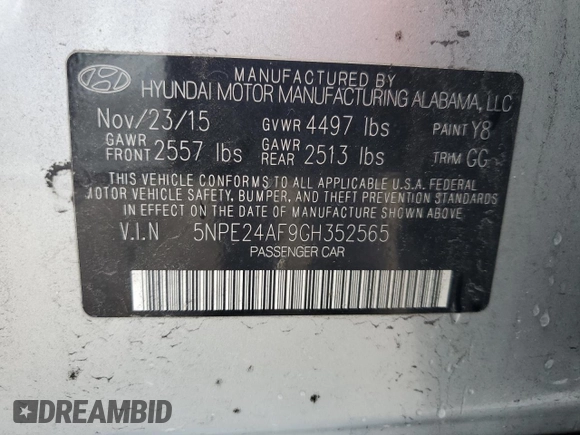 MANUFACTURED BY
HYUNDAI MOTOR MANUFACTURING ALABAMA, LLC
Nov/23/15 GVWR 4497 lbs PAINT Y8
GAWR FRONT 2557 lbs GAWR REAR 2513 lbs TRIM GG
THIS VEHICLE CONFORMS TO ALL APPLICABLE U.S.A. FEDERAL
MOTOR VEHICLE SAFETY, BUMPER, AND THEFT PREVENTION STANDARDS
IN EFFECT ON THE DATE OF MANUFACTURE SHOWN ABOVE.
V.I.N 5NPE24AF9GH352565
PASSENGER CAR
DREAMBID